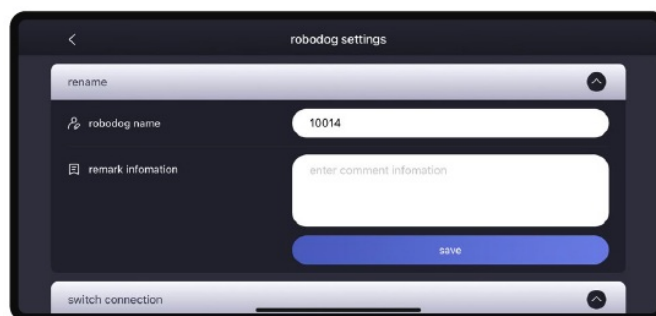 robodog settings
rename
robodog name
10014
remark infomation
enter comment infomation
save
switch connection